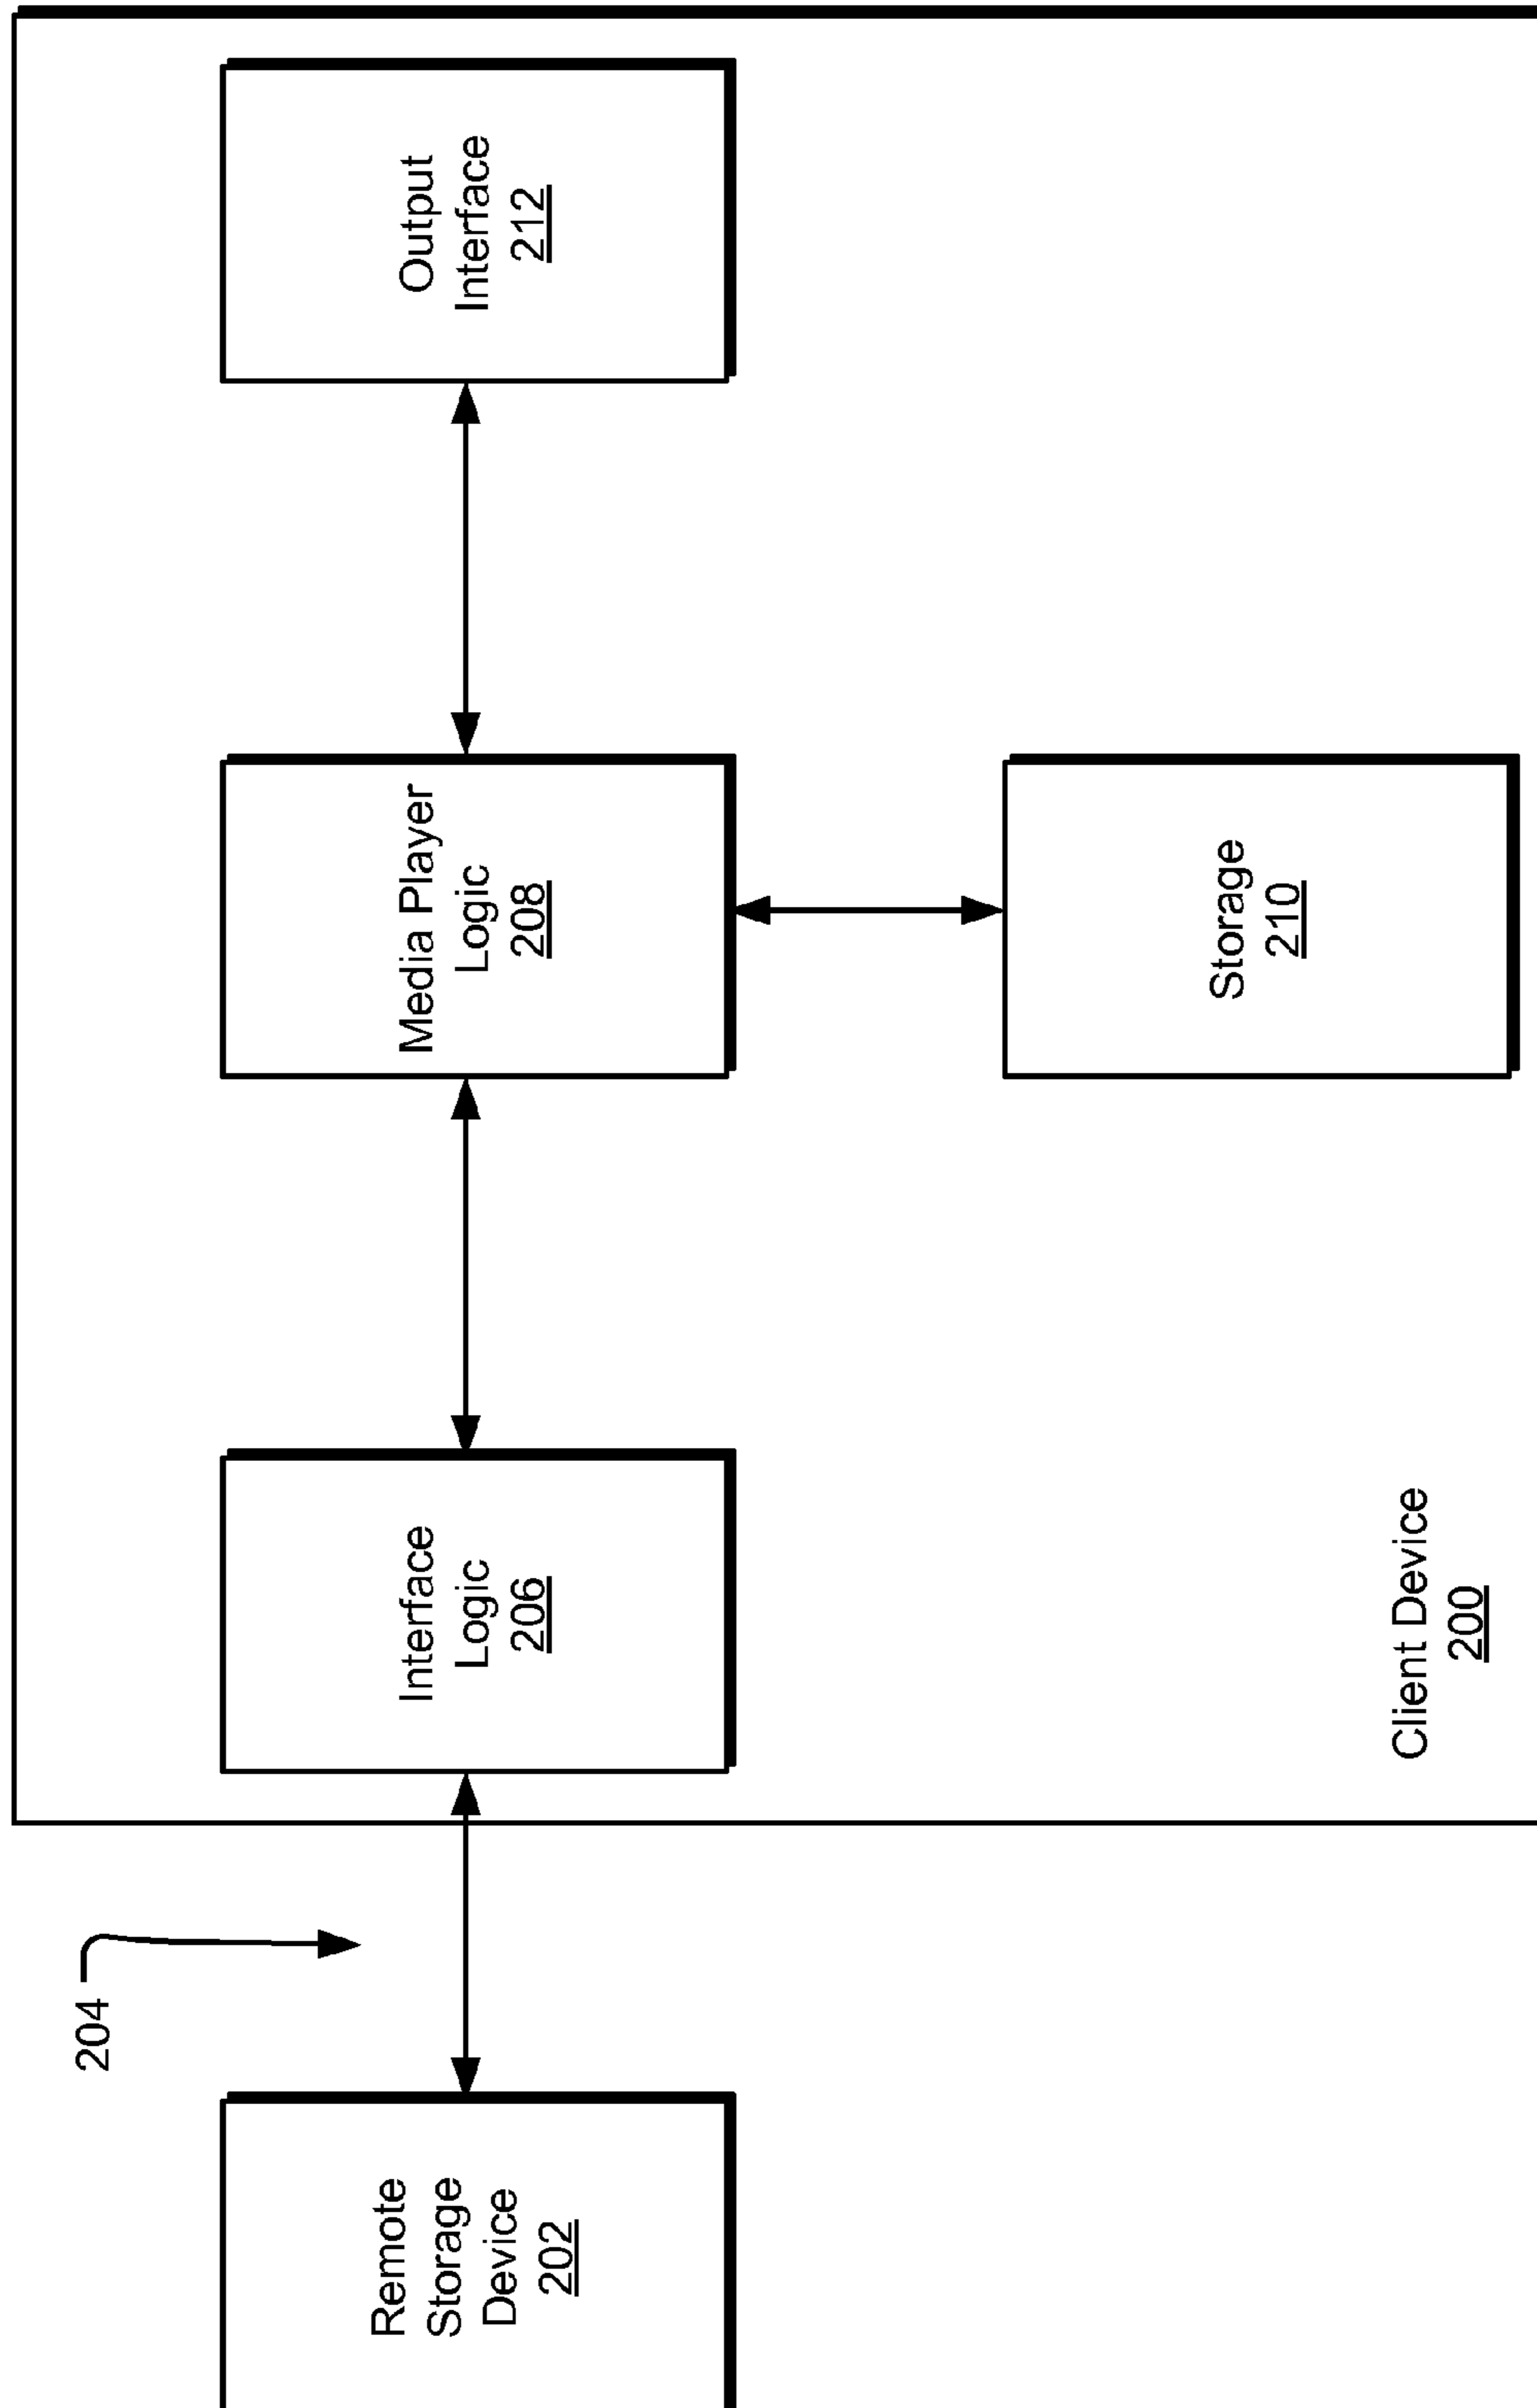 204
Remote
Storage
Device
202
Interface
Logic
206
Media Player
Logic
208
Output
Interface
212
Storage
210
Client Device
200